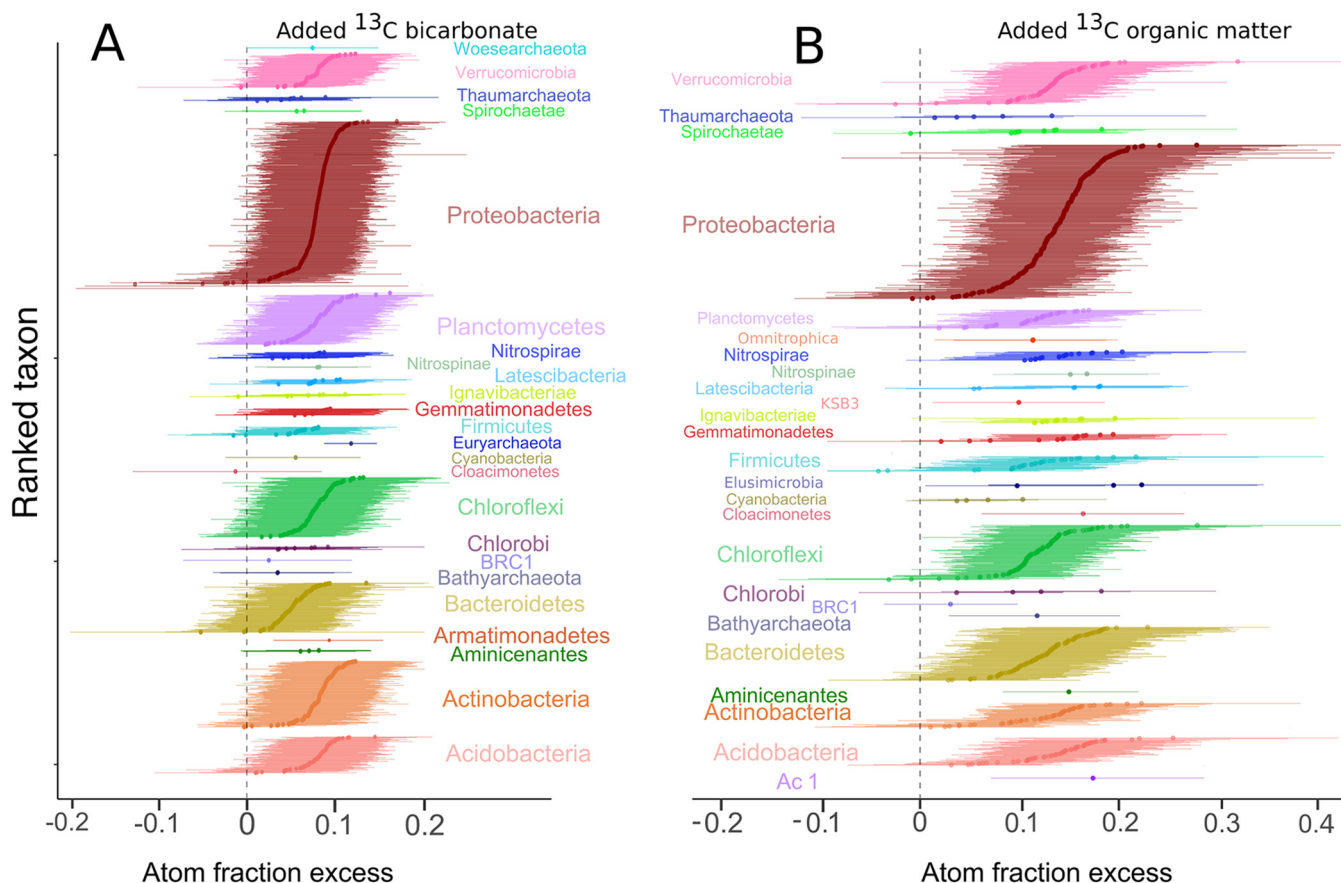 A
Added ¹³C bicarbonate
Woesearchaeota
Verrucomicrobia
Thaumarchaeota
Spirochaetae
Proteobacteria
Planctomycetes
Nitrospirae
Nitrospinae
Latescibacteria
Ignavibacteriae
Gemmatimonadetes
Firmicutes
Euryarchaeota
Cyanobacteria
Cloacimonetes
Chloroflexi
Chlorobi
BRC1
Bathyarchaeota
Bacteroidetes
Armatimonadetes
Aminicenantes
Actinobacteria
Acidobacteria
Ranked taxon
-0.2 -0.1 0 0.1 0.2
Atom fraction excess
B
Added ¹³C organic matter
Verrucomicrobia
Thaumarchaeota
Spirochaetae
Proteobacteria
Planctomycetes
Omnitrophica
Nitrospirae
Nitrospinae
Latescibacteria
KSB3
Ignavibacteriae
Gemmatimonadetes
Firmicutes
Elusimicrobia
Cyanobacteria
Cloacimonetes
Chloroflexi
Chlorobi
BRC1
Bathyarchaeota
Bacteroidetes
Aminicenantes
Actinobacteria
Acidobacteria
Ac 1
-0.2 -0.1 0 0.1 0.2 0.3 0.4
Atom fraction excess